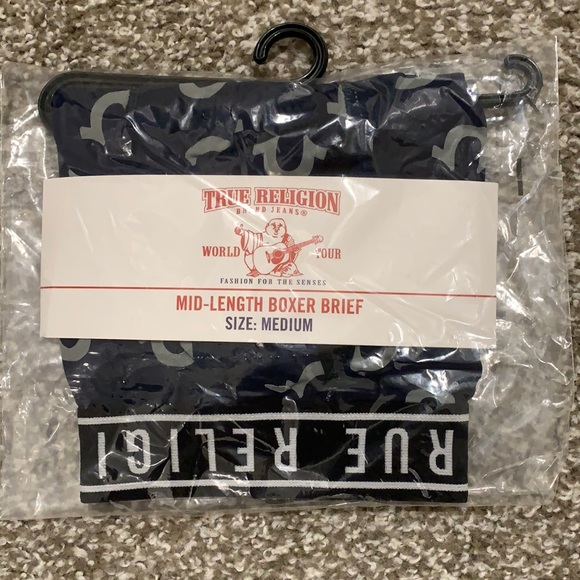 TRUE RELIGION
BRAND JEANS®
WORLD TOUR
FASHION FOR THE SENSES
MID-LENGTH BOXER BRIEF
SIZE: MEDIUM
RUE RELIGI